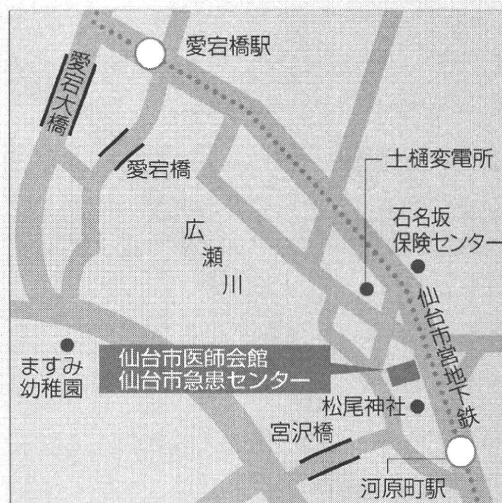 愛宕橋駅
愛宕大橋
愛宕橋
土樋変電所
石名坂
保険センター
広瀬川
仙台市営地下鉄
ますみ
幼稚園
仙台市医師会館
仙台市急患センター
松尾神社
宮沢橋
河原町駅